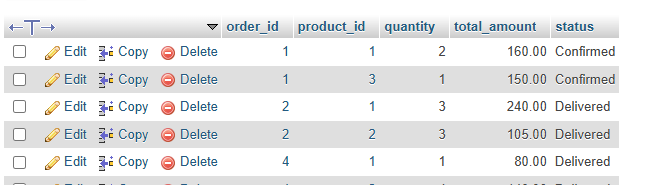 ←T→ order_id product_id quantity total_amount status
Edit Copy Delete 1 1 2 160.00 Confirmed
Edit Copy Delete 1 3 1 150.00 Confirmed
Edit Copy Delete 2 1 3 240.00 Delivered
Edit Copy Delete 2 2 3 105.00 Delivered
Edit Copy Delete 4 1 1 80.00 Delivered